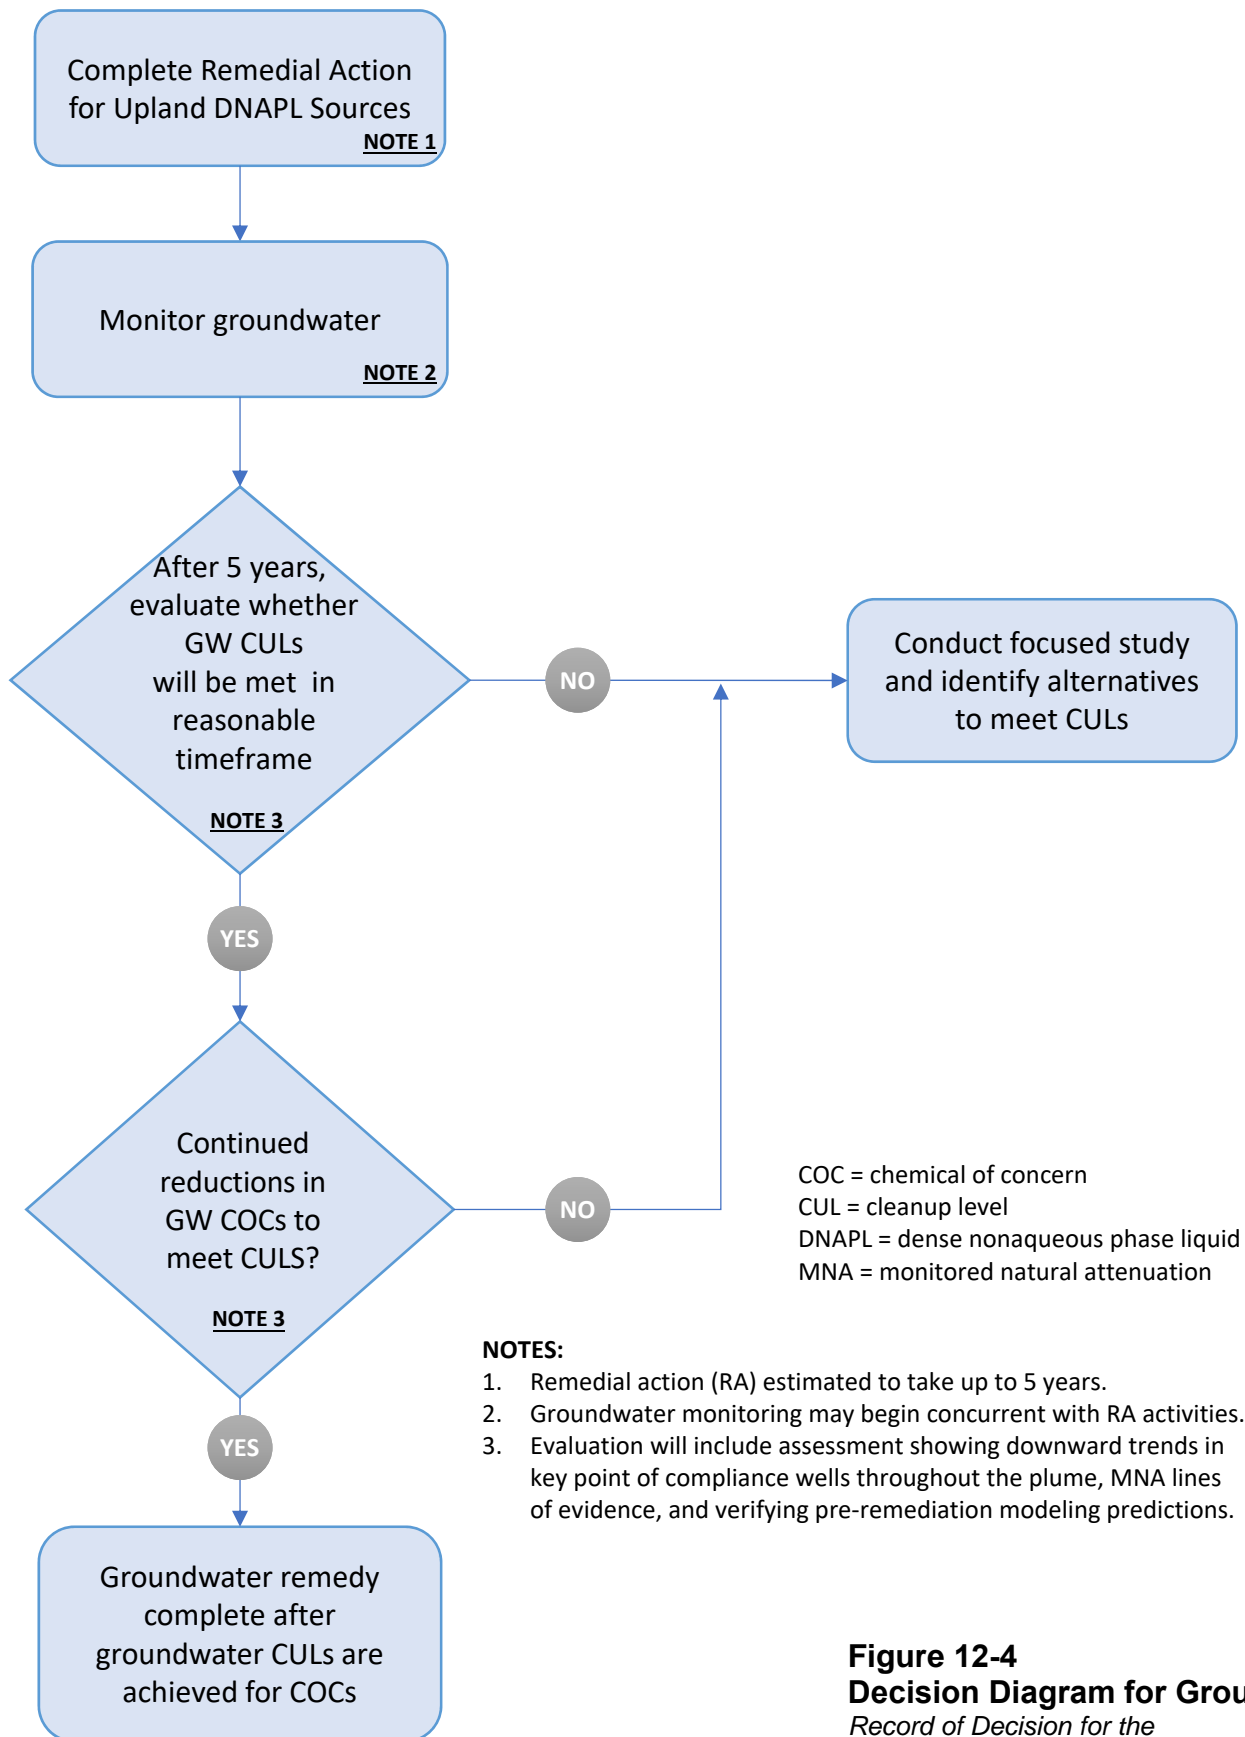 Complete Remedial Action
for Upland DNAPL Sources
NOTE 1
Monitor groundwater
NOTE 2
After 5 years,
evaluate whether
GW CULs
will be met in
reasonable
timeframe
NOTE 3
NO
Conduct focused study
and identify alternatives
to meet CULs
YES
Continued
reductions in
GW COCs to
meet CULS?
NOTE 3
NO
COC = chemical of concern
CUL = cleanup level
DNAPL = dense nonaqueous phase liquid
MNA = monitored natural attenuation
YES
NOTES:
1. Remedial action (RA) estimated to take up to 5 years.
2. Groundwater monitoring may begin concurrent with RA activities.
3. Evaluation will include assessment showing downward trends in
key point of compliance wells throughout the plume, MNA lines
of evidence, and verifying pre-remediation modeling predictions.
Groundwater remedy
complete after
groundwater CULs are
achieved for COCs
Figure 12-4
Decision Diagram for Grou
Record of Decision for the